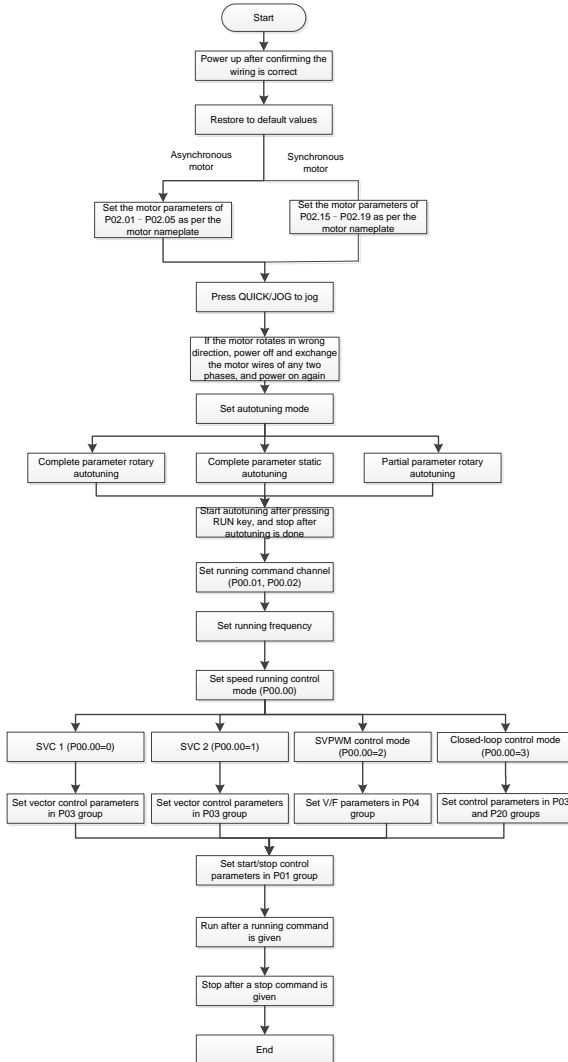 Start
Power up after confirming the
wiring is correct
Restore to default values
Asynchronous
motor
Synchronous
motor
Set the motor parameters of
P02.01﹣P02.05 as per the
motor nameplate
Set the motor parameters of
P02.15﹣P02.19 as per the
motor nameplate
Press QUICK/JOG to jog
If the motor rotates in wrong
direction, power off and exchange
the motor wires of any two
phases, and power on again
Set autotuning mode
Complete parameter rotary
autotuning
Complete parameter static
autotuning
Partial parameter rotary
autotuning
Start autotuning after pressing
RUN key, and stop after
autotuning is done
Set running command channel
(P00.01, P00.02)
Set running frequency
Set speed running control
mode (P00.00)
SVC 1 (P00.00=0)
SVC 2 (P00.00=1)
SVPWM control mode
(P00.00=2)
Closed-loop control mode
(P00.00=3)
Set vector control parameters
in P03 group
Set vector control parameters
in P03 group
Set V/F parameters in P04
group
Set control parameters in P03
and P20 groups
Set start/stop control
parameters in P01 group
Run after a running command
is given
Stop after a stop command is
given
End